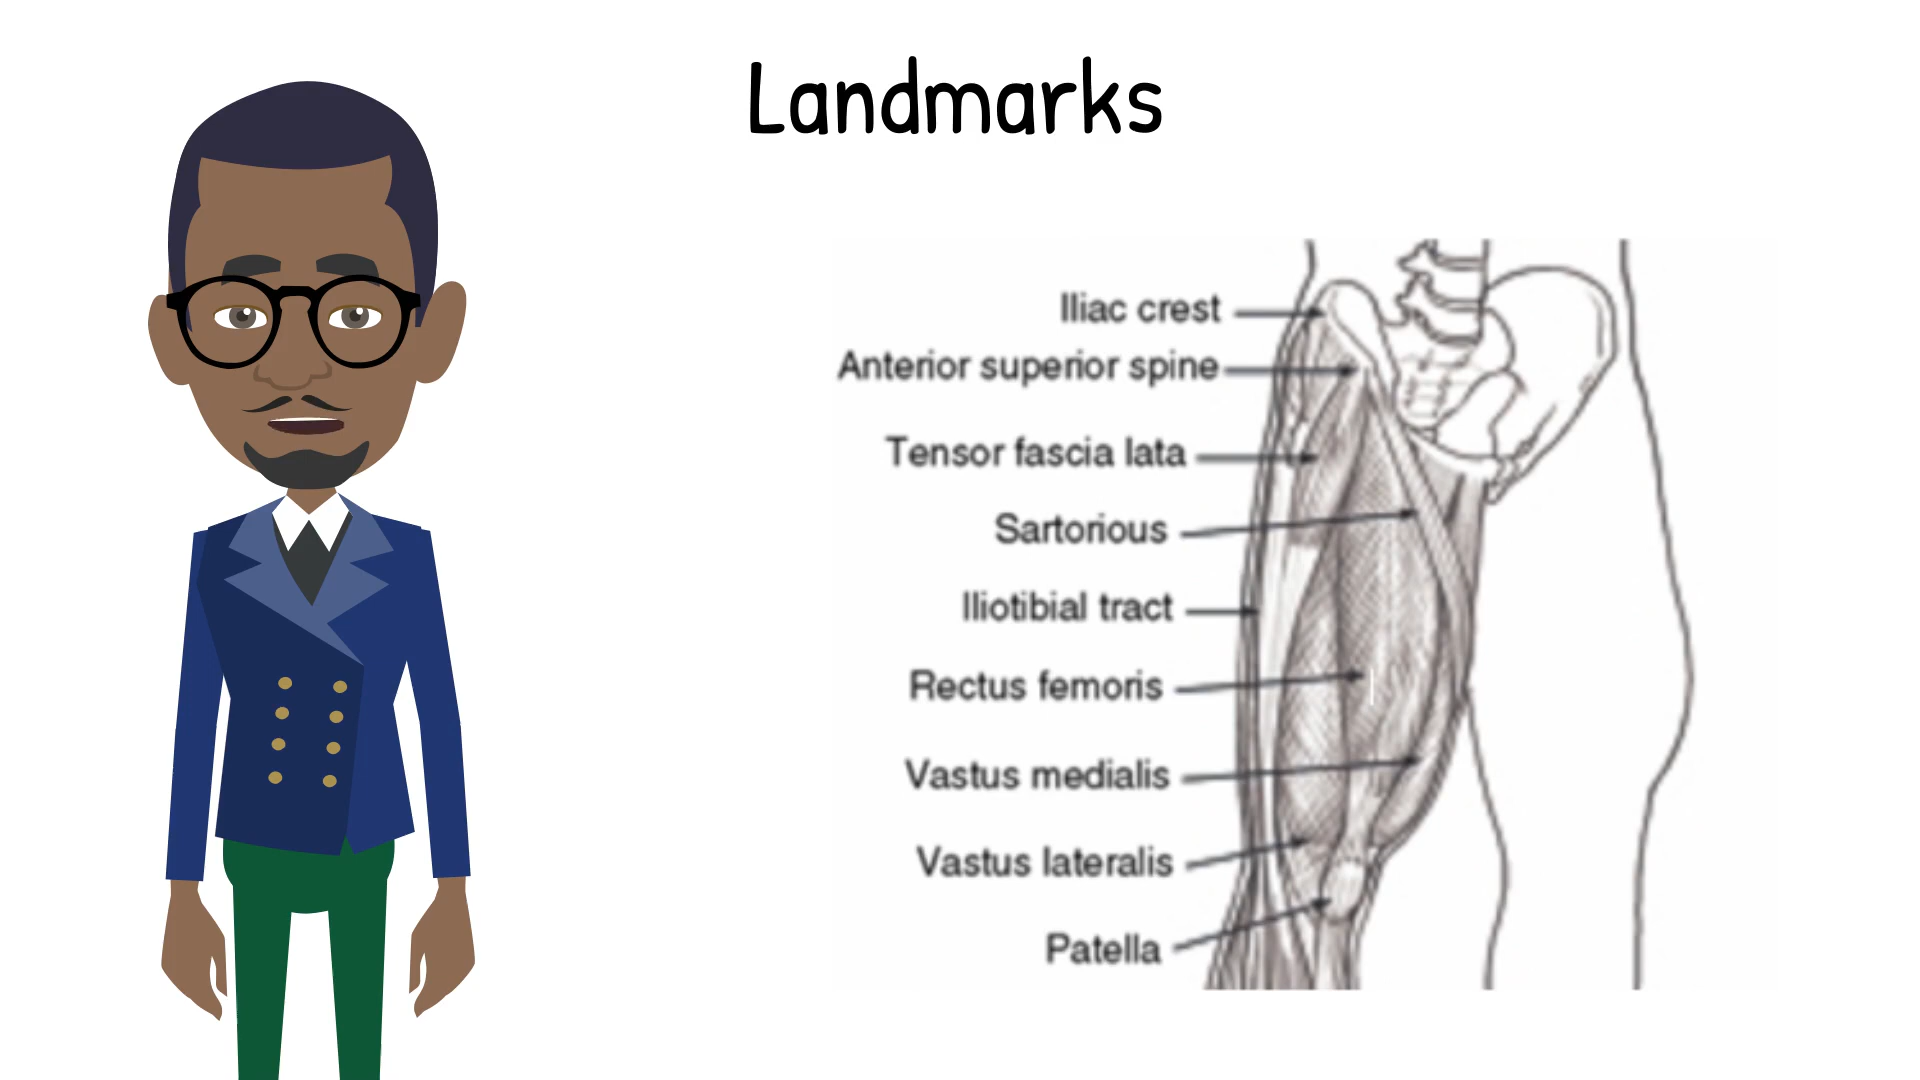 Landmarks
Iliac crest
Anterior superior spine
Tensor fascia lata
Sartorious
Iliotibial tract
Rectus femoris
Vastus medialis
Vastus lateralis
Patella